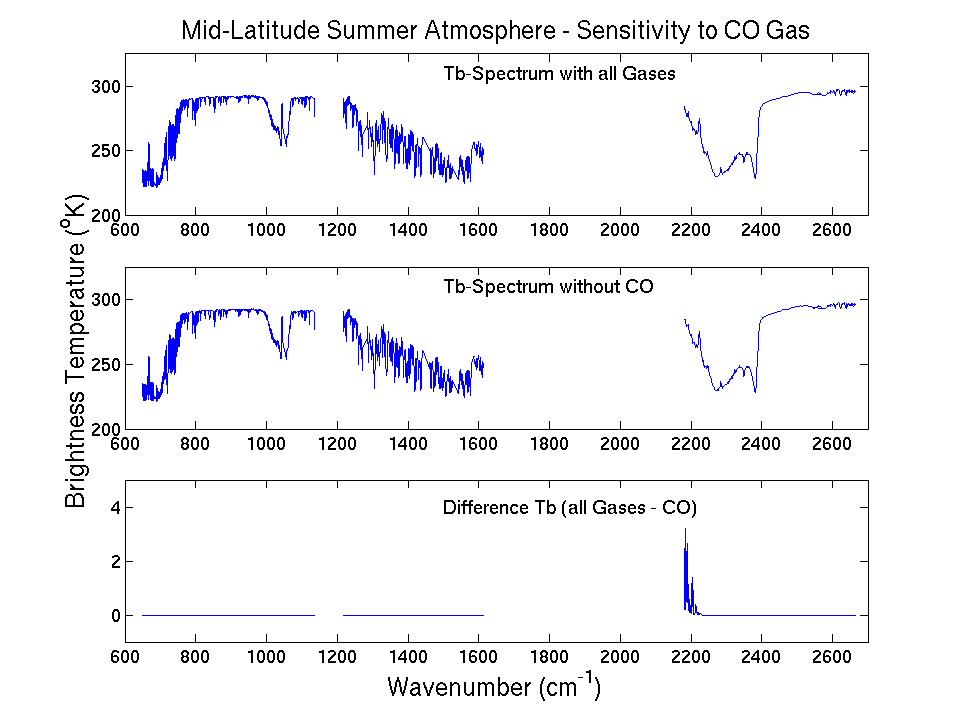 Mid-Latitude Summer Atmosphere - Sensitivity to CO Gas
Tb-Spectrum with all Gases
300
250
200
600 800 1000 1200 1400 1600 1800 2000 2200 2400 2600
Brightness Temperature (°K)
Tb-Spectrum without CO
300
250
200
600 800 1000 1200 1400 1600 1800 2000 2200 2400 2600
Difference Tb (all Gases - CO)
4
2
0
600 800 1000 1200 1400 1600 1800 2000 2200 2400 2600
Wavenumber (cm⁻¹)